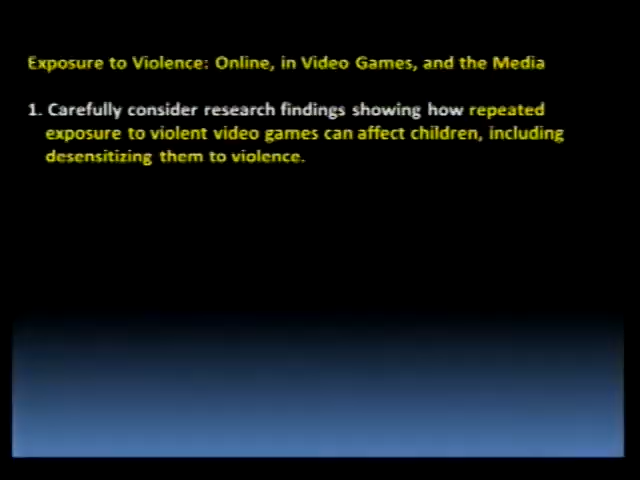 Exposure to Violence: Online, in Video Games, and the Media
1. Carefully consider research findings showing how repeated
exposure to violent video games can affect children, including
desensitizing them to violence.